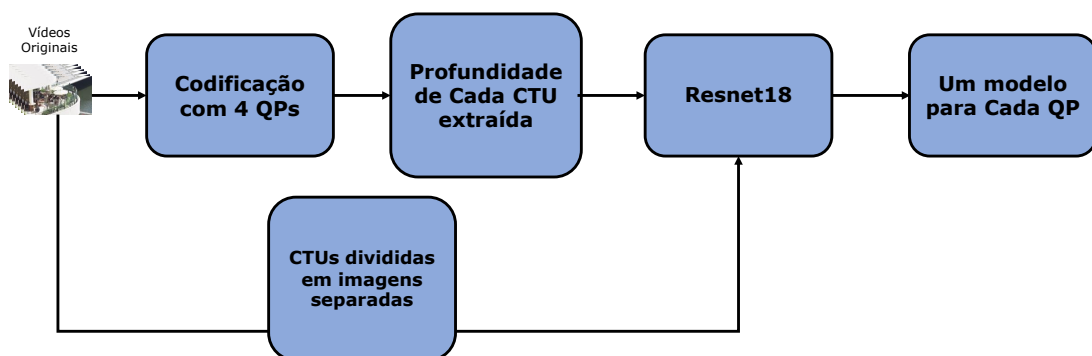 Vídeos
Originais
Codificação
com 4 QPs
Profundidade
de Cada CTU
extraída
Resnet18
Um modelo
para Cada QP
CTUs divididas
em imagens
separadas